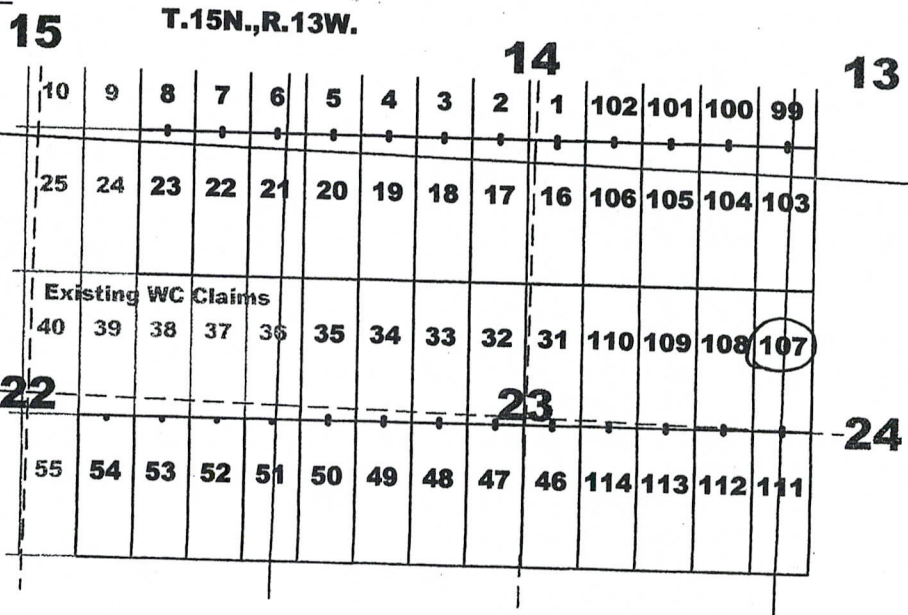 T.15N.,R.13W.
15 14 13
10 9 8 7 6 5 4 3 2 1 102 101 100 99
25 24 23 22 21 20 19 18 17 16 106 105 104 103
Existing WC Claims
40 39 38 37 36 35 34 33 32 31 110 109 108 107
22 23 24
55 54 53 52 51 50 49 48 47 46 114 113 112 111